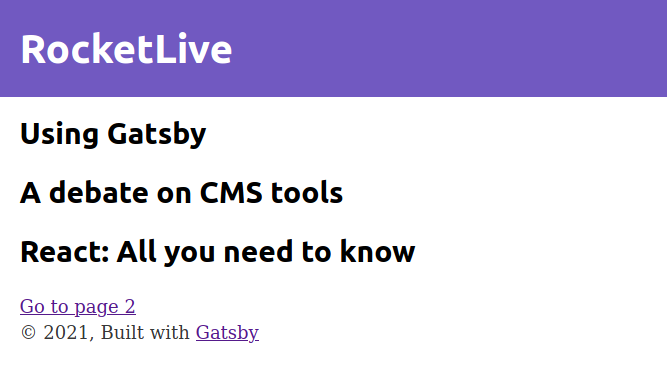 RocketLive
Using Gatsby
A debate on CMS tools
React: All you need to know
Go to page 2
© 2021, Built with Gatsby